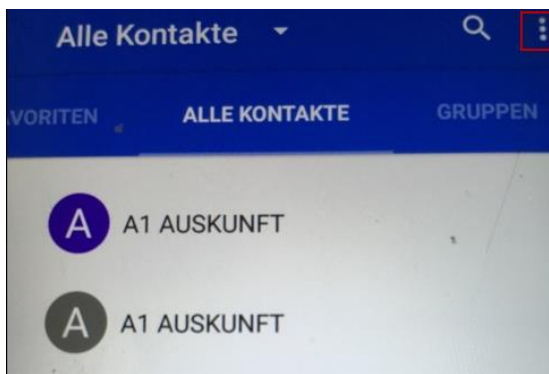 Alle Kontakte
VORITEN ALLE KONTAKTE GRUPPEN
A A1 AUSKUNFT
A A1 AUSKUNFT